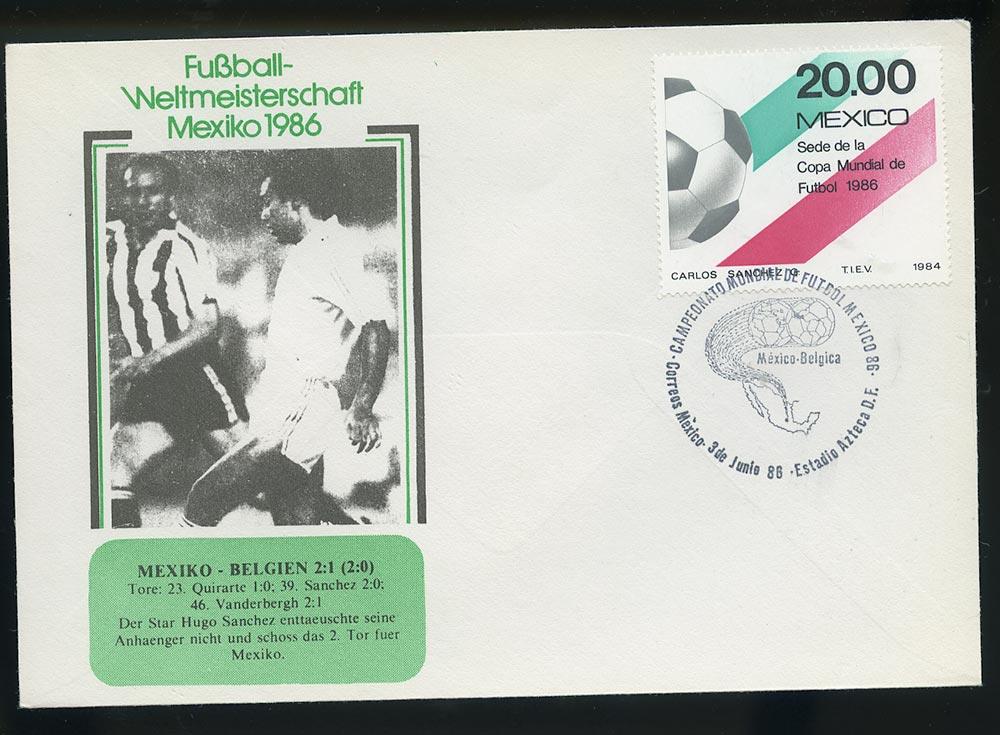 Fußball-
Weltmeisterschaft
Mexiko 1986
20.00
MEXICO
Sede de la
Copa Mundial de
Futbol 1986
CARLOS SANCHEZ G. T.I.E.V. 1984
CAMPEONATO MUNDIAL DE FUTBOL MEXICO 86 ·
México-Belgica
· Correos México · 3 de Junio 86 · Estadio Azteca D.F.
MEXIKO - BELGIEN 2:1 (2:0)
Tore: 23. Quirarte 1:0; 39. Sanchez 2:0;
46. Vanderbergh 2:1
Der Star Hugo Sanchez enttaeuschte seine
Anhaenger nicht und schoss das 2. Tor fuer
Mexiko.